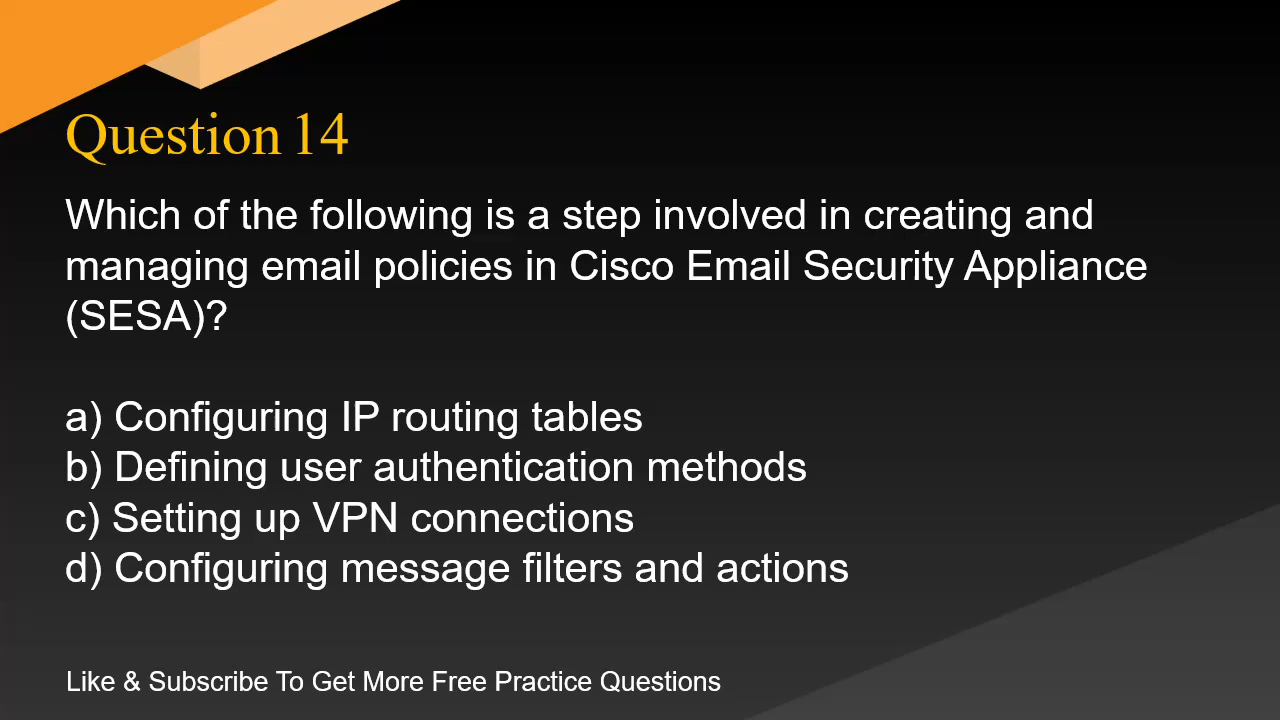 Question 14
Which of the following is a step involved in creating and
managing email policies in Cisco Email Security Appliance
(SESA)?
a) Configuring IP routing tables
b) Defining user authentication methods
c) Setting up VPN connections
d) Configuring message filters and actions
Like & Subscribe To Get More Free Practice Questions